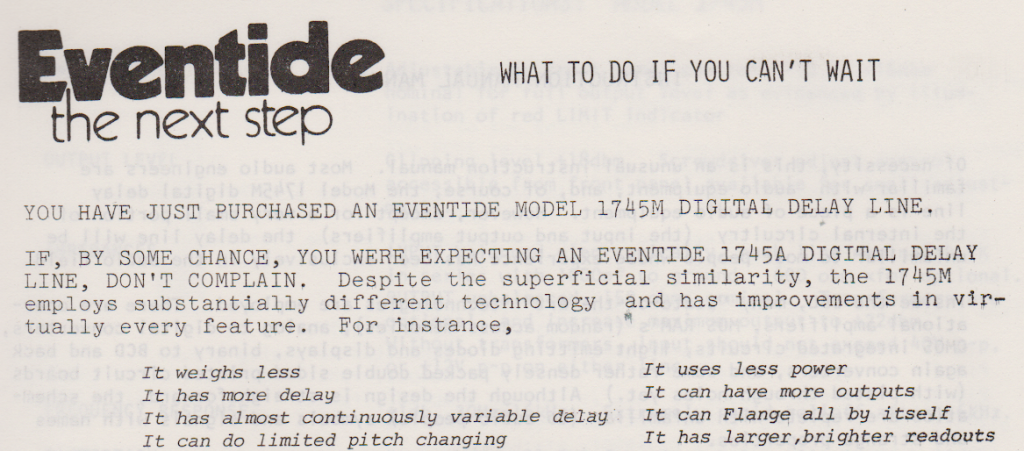 Eventide
the next step
WHAT TO DO IF YOU CAN'T WAIT
YOU HAVE JUST PURCHASED AN EVENTIDE MODEL 1745M DIGITAL DELAY LINE.
IF, BY SOME CHANCE, YOU WERE EXPECTING AN EVENTIDE 1745A DIGITAL DELAY
LINE, DON'T COMPLAIN. Despite the superficial similarity, the 1745M
employs substantially different technology and has improvements in vir-
tually every feature. For instance,
It weighs less
It has more delay
It has almost continuously variable delay
It can do limited pitch changing
It uses less power
It can have more outputs
It can Flange all by itself
It has larger,brighter readouts